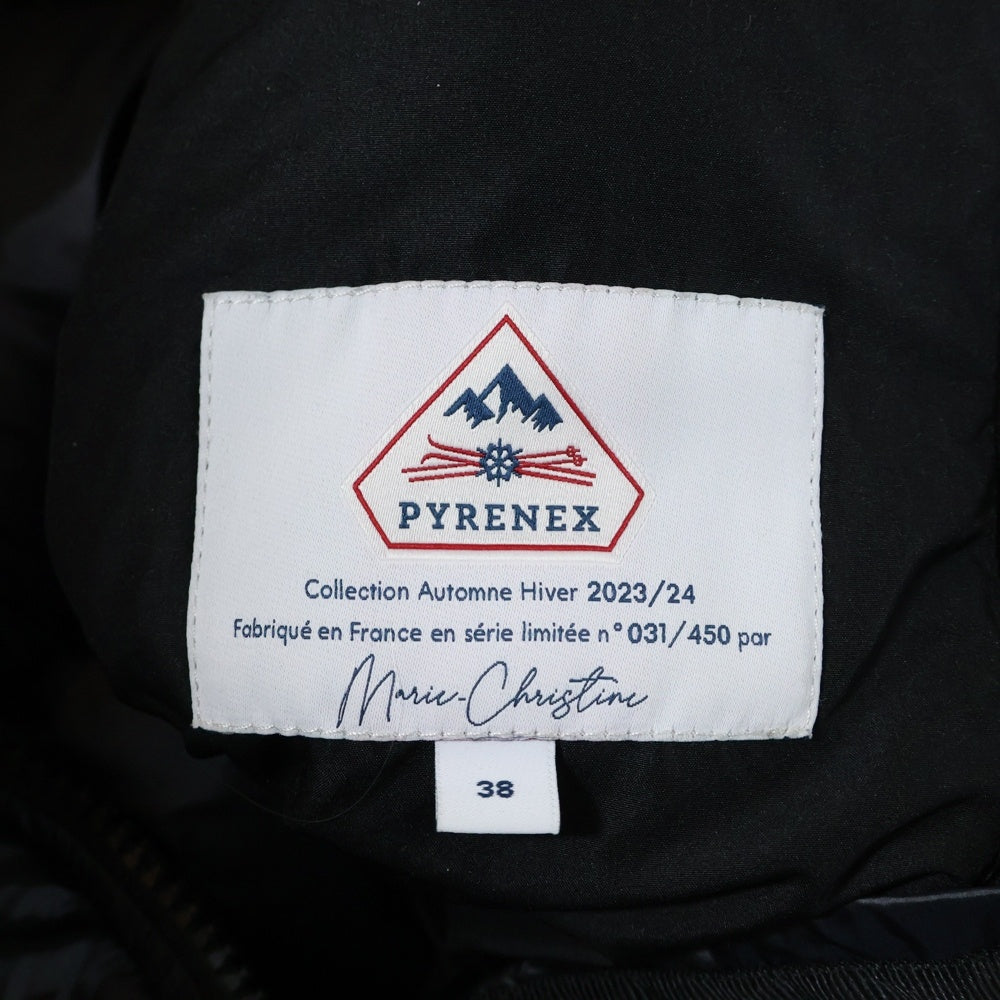 PYRENEX
Collection Automne Hiver 2023/24
Fabriqué en France en série limitée n° 031/450 par
Marie-Christine
38